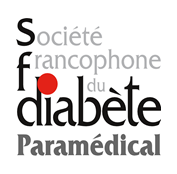 Société
francophone
du
diabète
Paramédical